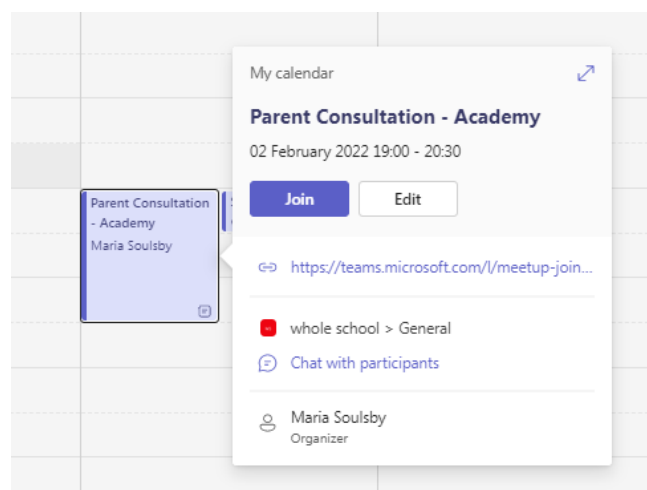 My calendar
Parent Consultation - Academy
02 February 2022 19:00 - 20:30
Join
Edit
Parent Consultation
- Academy
Maria Soulsby
https://teams.microsoft.com/l/meetup-join...
whole school > General
Chat with participants
Maria Soulsby
Organizer